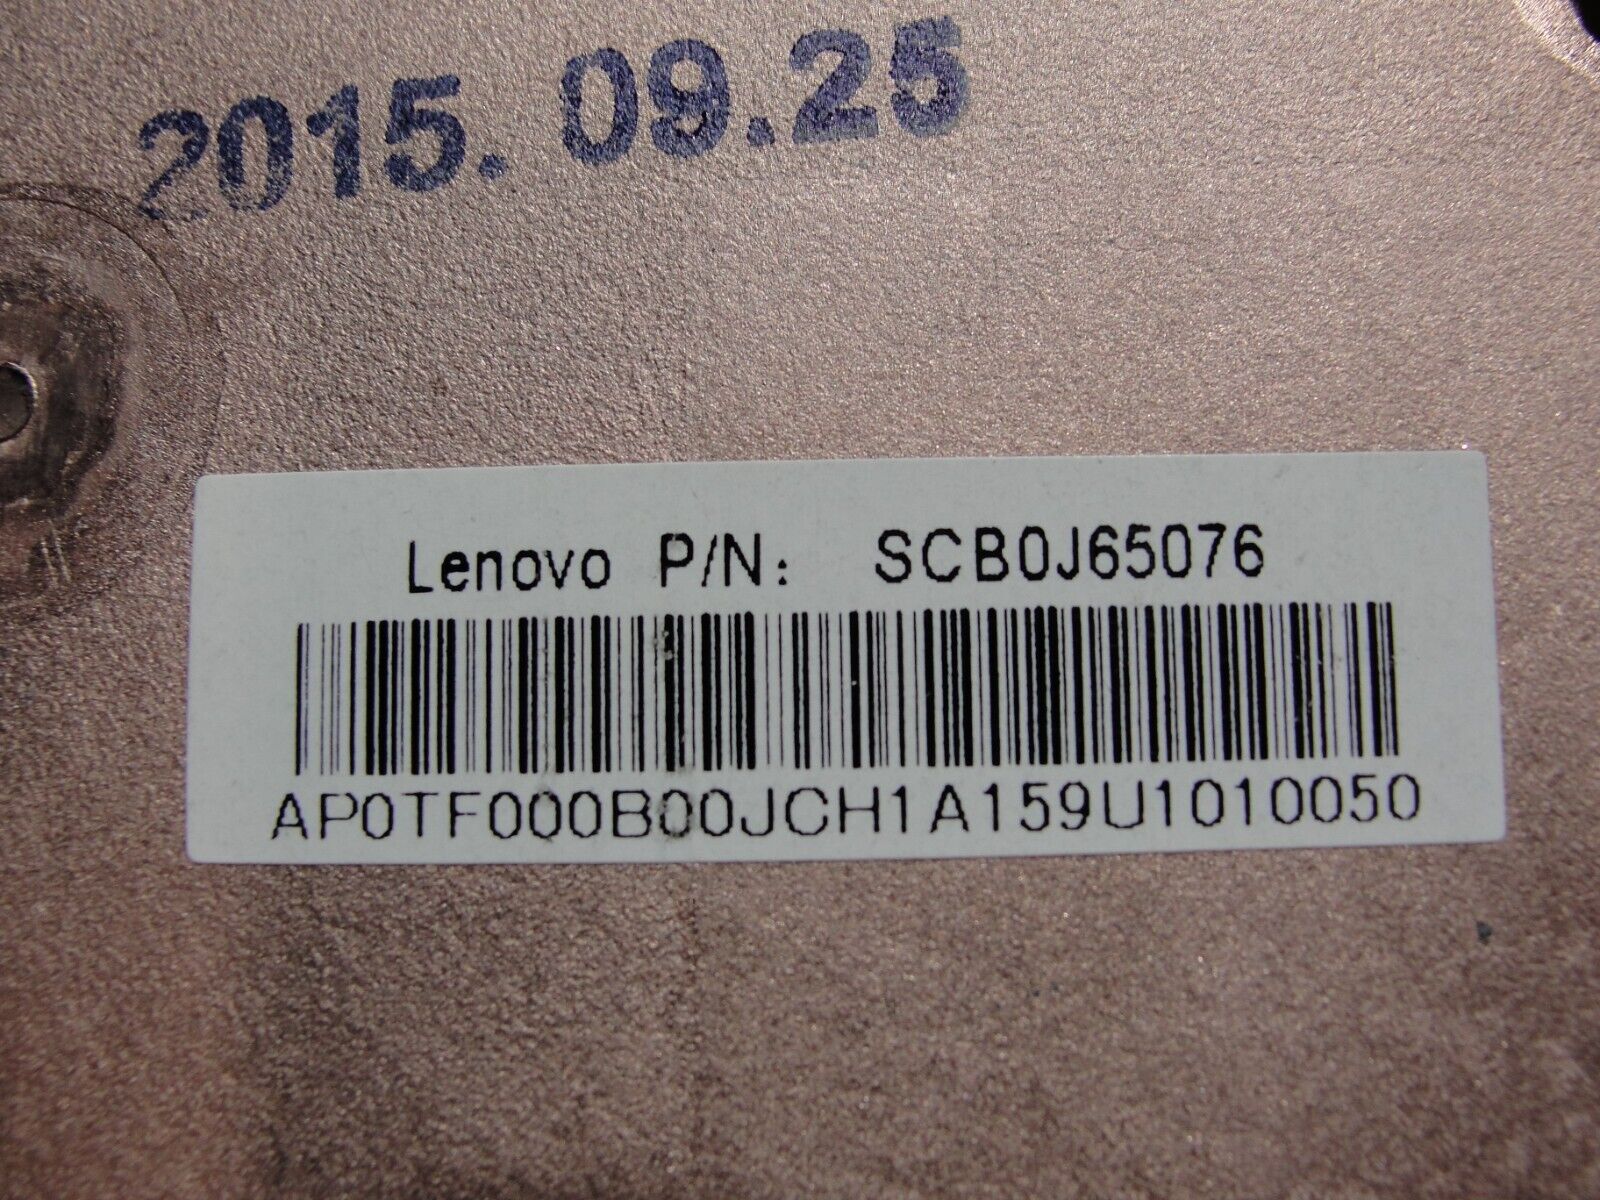 2015. 09.25
Lenovo P/N: SCB0J65076
AP0TF000B00JCH1A159U1010050